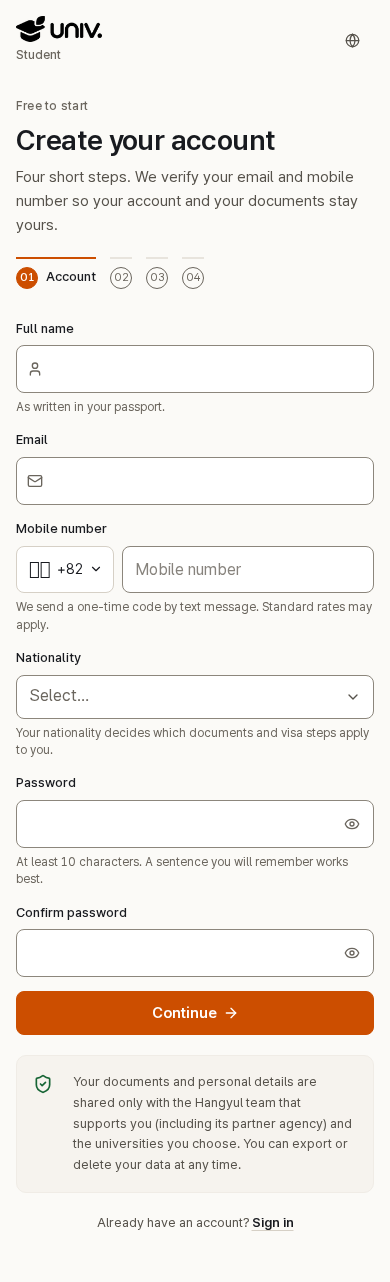 UNIV.
Student
Free to start
Create your account
Four short steps. We verify your email and mobile
number so your account and your documents stay
yours.
01 Account 02 03 04
Full name
As written in your passport.
Email
Mobile number
+82 Mobile number
We send a one-time code by text message. Standard rates may
apply.
Nationality
Select...
Your nationality decides which documents and visa steps apply
to you.
Password
At least 10 characters. A sentence you will remember works
best.
Confirm password
Continue →
Your documents and personal details are
shared only with the Hangyul team that
supports you (including its partner agency) and
the universities you choose. You can export or
delete your data at any time.
Already have an account? Sign in